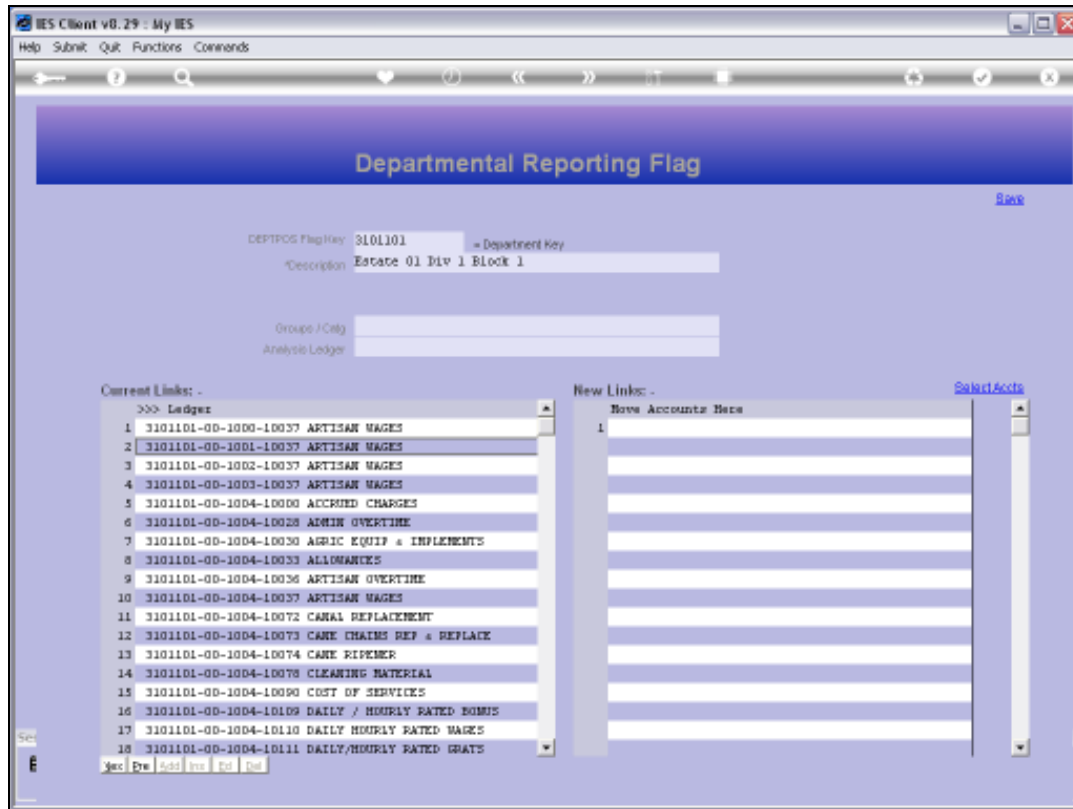 IES Client v8.29 : My IES
Help Submit Quit Functions Commands
Departmental Reporting Flag
Save
DEPTPOS Flag Key 3101101 = Department Key
*Description Estate 01 Div 1 Block 1
Groups / Catg
Analysis Ledger
Current Links: - New Links: - Select Accts
>>> Ledger Move Accounts Here
1 3101101-00-1000-10037 ARTISAN WAGES 1
2 3101101-00-1001-10037 ARTISAN WAGES
3 3101101-00-1002-10037 ARTISAN WAGES
4 3101101-00-1003-10037 ARTISAN WAGES
5 3101101-00-1004-10000 ACCRUED CHARGES
6 3101101-00-1004-10028 ADMIN OVERTIME
7 3101101-00-1004-10030 AGRIC EQUIP & IMPLEMENTS
8 3101101-00-1004-10033 ALLOWANCES
9 3101101-00-1004-10036 ARTISAN OVERTIME
10 3101101-00-1004-10037 ARTISAN WAGES
11 3101101-00-1004-10072 CANAL REPLACEMENT
12 3101101-00-1004-10073 CANE CHAINS REP & REPLACE
13 3101101-00-1004-10074 CANE RIPENER
14 3101101-00-1004-10078 CLEANING MATERIAL
15 3101101-00-1004-10090 COST OF SERVICES
16 3101101-00-1004-10109 DAILY / HOURLY RATED BONUS
17 3101101-00-1004-10110 DAILY HOURLY RATED WAGES
18 3101101-00-1004-10111 DAILY/HOURLY RATED GRATS
Pre Add Ins Ed Del